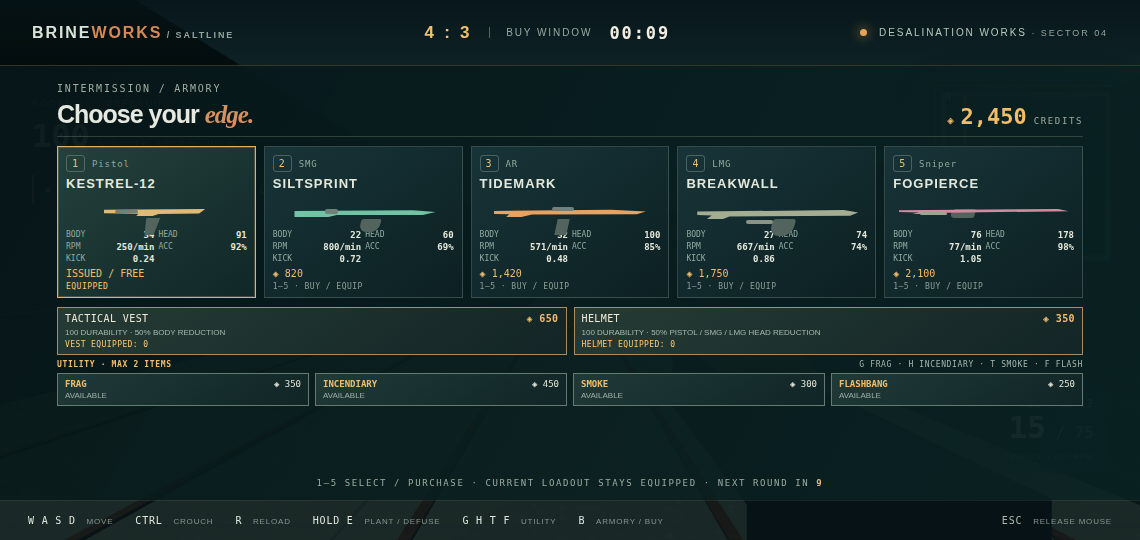 BRINEWORKS / SALTLINE
4 : 3 | BUY WINDOW 00:09
DESALINATION WORKS · SECTOR 04
INTERMISSION / ARMORY
Choose your edge.
◈ 2,450 CREDITS
100
1 Pistol
KESTREL-12
BODY 34 HEAD 91
RPM 250/min ACC 92%
KICK 0.24
ISSUED / FREE
EQUIPPED
2 SMG
SILTSPRINT
BODY 22 HEAD 60
RPM 800/min ACC 69%
KICK 0.72
◈ 820
1–5 · BUY / EQUIP
3 AR
TIDEMARK
BODY 32 HEAD 100
RPM 571/min ACC 85%
KICK 0.48
◈ 1,420
1–5 · BUY / EQUIP
4 LMG
BREAKWALL
BODY 27 HEAD 74
RPM 667/min ACC 74%
KICK 0.86
◈ 1,750
1–5 · BUY / EQUIP
5 Sniper
FOGPIERCE
BODY 76 HEAD 178
RPM 77/min ACC 98%
KICK 1.05
◈ 2,100
1–5 · BUY / EQUIP
TACTICAL VEST ◈ 650
100 DURABILITY · 50% BODY REDUCTION
VEST EQUIPPED: 0
HELMET ◈ 350
100 DURABILITY · 50% PISTOL / SMG / LMG HEAD REDUCTION
HELMET EQUIPPED: 0
UTILITY · MAX 2 ITEMS
G FRAG · H INCENDIARY · T SMOKE · F FLASH
FRAG ◈ 350
AVAILABLE
INCENDIARY ◈ 450
AVAILABLE
SMOKE ◈ 300
AVAILABLE
FLASHBANG ◈ 250
AVAILABLE
15 / 75
1–5 SELECT / PURCHASE · CURRENT LOADOUT STAYS EQUIPPED · NEXT ROUND IN 9
W A S D MOVE CTRL CROUCH R RELOAD HOLD E PLANT / DEFUSE G H T F UTILITY B ARMORY / BUY
ESC RELEASE MOUSE